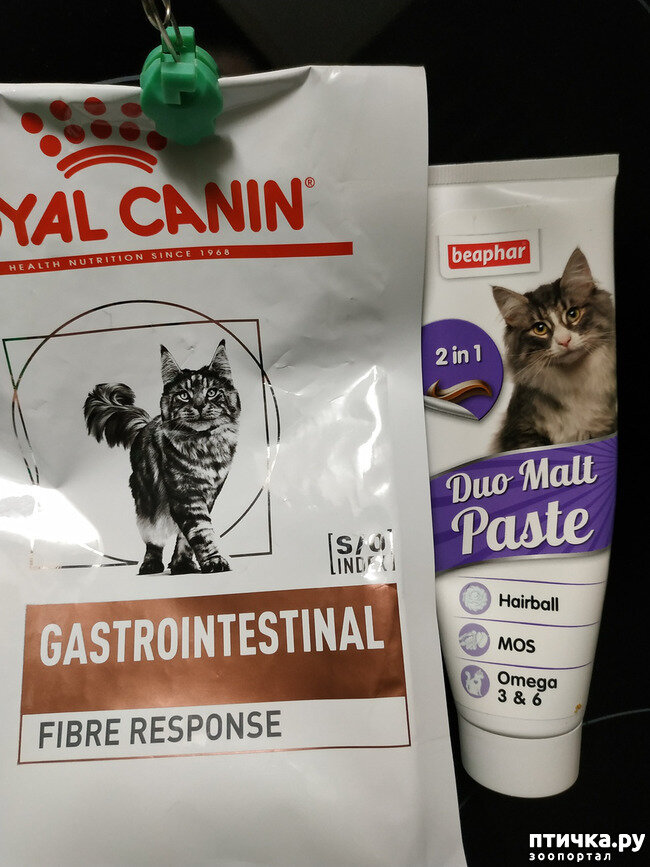 YAL CANIN®
HEALTH NUTRITION SINCE 1968
S/O
INDEX
GASTROINTESTINAL
FIBRE RESPONSE
beaphar
2 in 1
Duo Malt
Paste
Hairball
MOS
Omega
3 & 6
птичка.ру
зоопортал